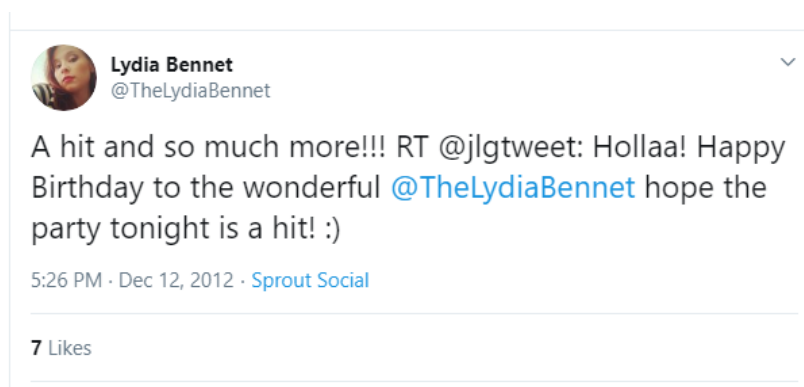 Lydia Bennet
@TheLydiaBennet
A hit and so much more!!! RT @jlgtweet: Hollaa! Happy
Birthday to the wonderful @TheLydiaBennet hope the
party tonight is a hit! :)
5:26 PM · Dec 12, 2012 · Sprout Social
7 Likes